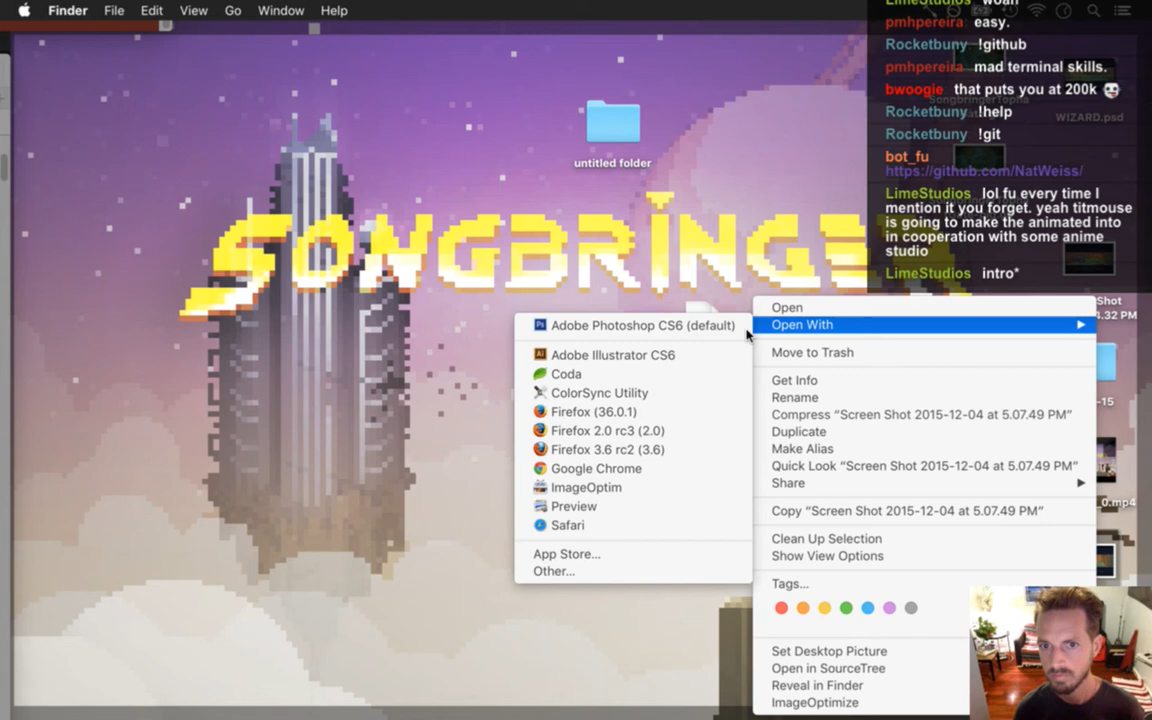 Finder File Edit View Go Window Help
LimeStudios woah
pmhpereira easy.
Rocketbuny !github
pmhpereira mad terminal skills.
bwoogie that puts you at 200k
Rocketbuny !help
Rocketbuny !git
bot_fu
https://github.com/NatWeiss/
LimeStudios lol fu every time I
mention it you forget. yeah titmouse
is going to make the animated into
in cooperation with some anime
studio
LimeStudios intro*
WIZARD.psd
untitled folder
SONGBRINGE
Shot
4.32 PM
-15
_0.mp4
Open
Open With
Move to Trash
Get Info
Rename
Compress “Screen Shot 2015-12-04 at 5.07.49 PM”
Duplicate
Make Alias
Quick Look “Screen Shot 2015-12-04 at 5.07.49 PM”
Share
Copy “Screen Shot 2015-12-04 at 5.07.49 PM”
Clean Up Selection
Show View Options
Tags...
Set Desktop Picture
Open in SourceTree
Reveal in Finder
ImageOptimize
Adobe Photoshop CS6 (default)
Adobe Illustrator CS6
Coda
ColorSync Utility
Firefox (36.0.1)
Firefox 2.0 rc3 (2.0)
Firefox 3.6 rc2 (3.6)
Google Chrome
ImageOptim
Preview
Safari
App Store...
Other...